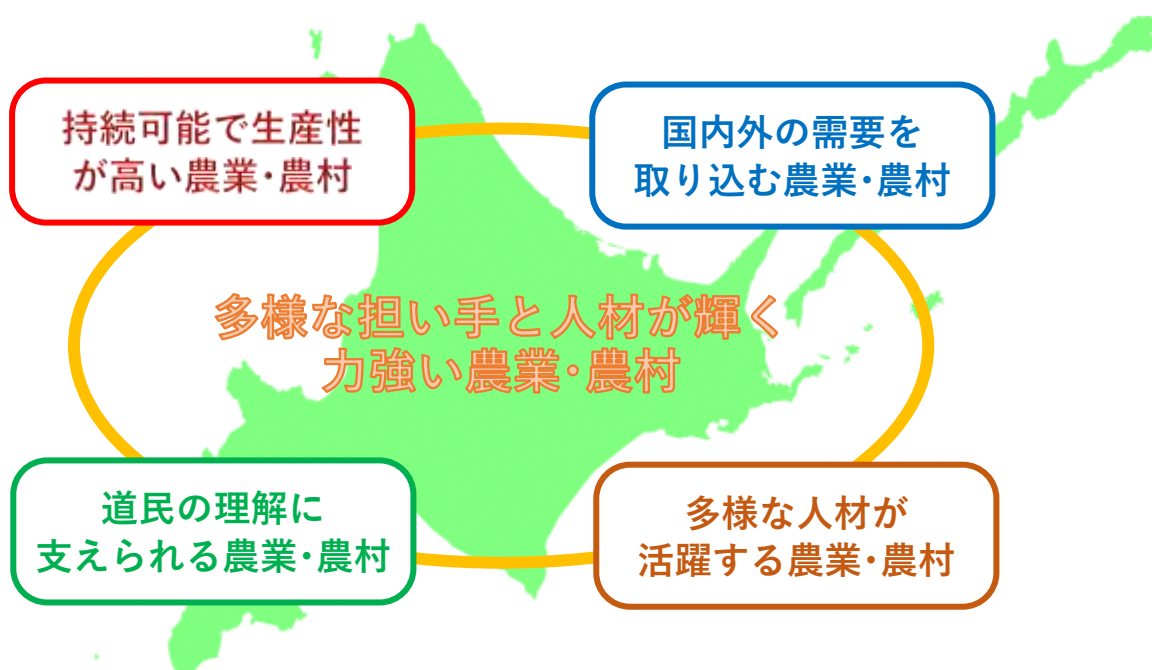 持続可能で生産性
が高い農業・農村
国内外の需要を
取り込む農業・農村
多様な担い手と人材が輝く
力強い農業・農村
道民の理解に
支えられる農業・農村
多様な人材が
活躍する農業・農村